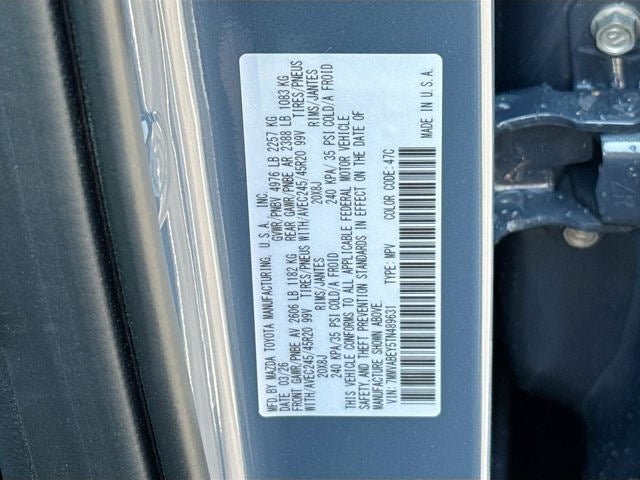 MFD.BY MAZDA TOYOTA MANUFACTURING, U.S.A., INC.
DATE: 03/26 GVWR/PNBV 4976 LB 2257 KG
FRONT GAWR/PNBE AV 2606 LB 1182 KG REAR GAWR/PNBE AR 2388 LB 1083 KG
WITH/AVEC245/45R20 99V TIRES/PNEUS WITH/AVEC245/45R20 99V TIRES/PNEUS
20X8J RIMS/JANTES 20X8J RIMS/JANTES
240 KPA/35 PSI COLD/A FROID 240 KPA/35 PSI COLD/A FROID
THIS VEHICLE CONFORMS TO ALL APPLICABLE FEDERAL MOTOR VEHICLE
SAFETY, AND THEFT PREVENTION STANDARDS IN EFFECT ON THE DATE OF
MANUFACTURE SHOWN ABOVE.
VIN: 7MMVABEY5TN489631 TYPE: MPV COLOR CODE: 47C
MADE IN U.S.A.